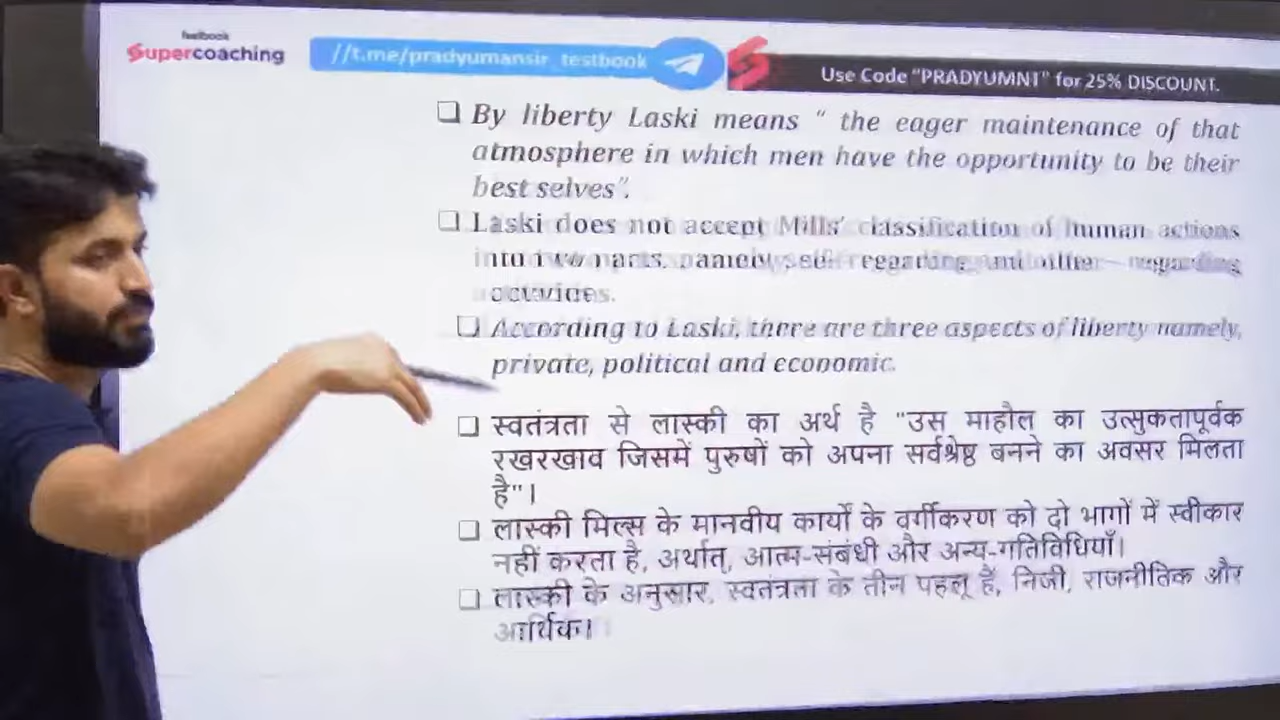 testbook
Supercoaching
//t.me/pradyumansir_testbook
Use Code "PRADYUMNT" for 25% DISCOUNT.
❑ By liberty Laski means " the eager maintenance of that
atmosphere in which men have the opportunity to be their
best selves".
❑ Laski does not accept Mills' classification of human actions
into two parts, namely, self-regarding and other – regarding
❑ According to Laski, there are three aspects of liberty namely,
private, political and economic.
❑ स्वतंत्रता से लास्की का अर्थ है "उस माहौल का उत्सुकतापूर्वक
रखरखाव जिसमें पुरुषों को अपना सर्वश्रेष्ठ बनने का अवसर मिलता
है"।
❑ लास्की मिल्स के मानवीय कार्यों के वर्गीकरण को दो भागों में स्वीकार
नहीं करता है, अर्थात्, आत्म-संबंधी और अन्य-गतिविधियाँ।
❑ लास्की के अनुसार, स्वतंत्रता के तीन पहलू हैं, निजी, राजनीतिक और
आर्थिक।